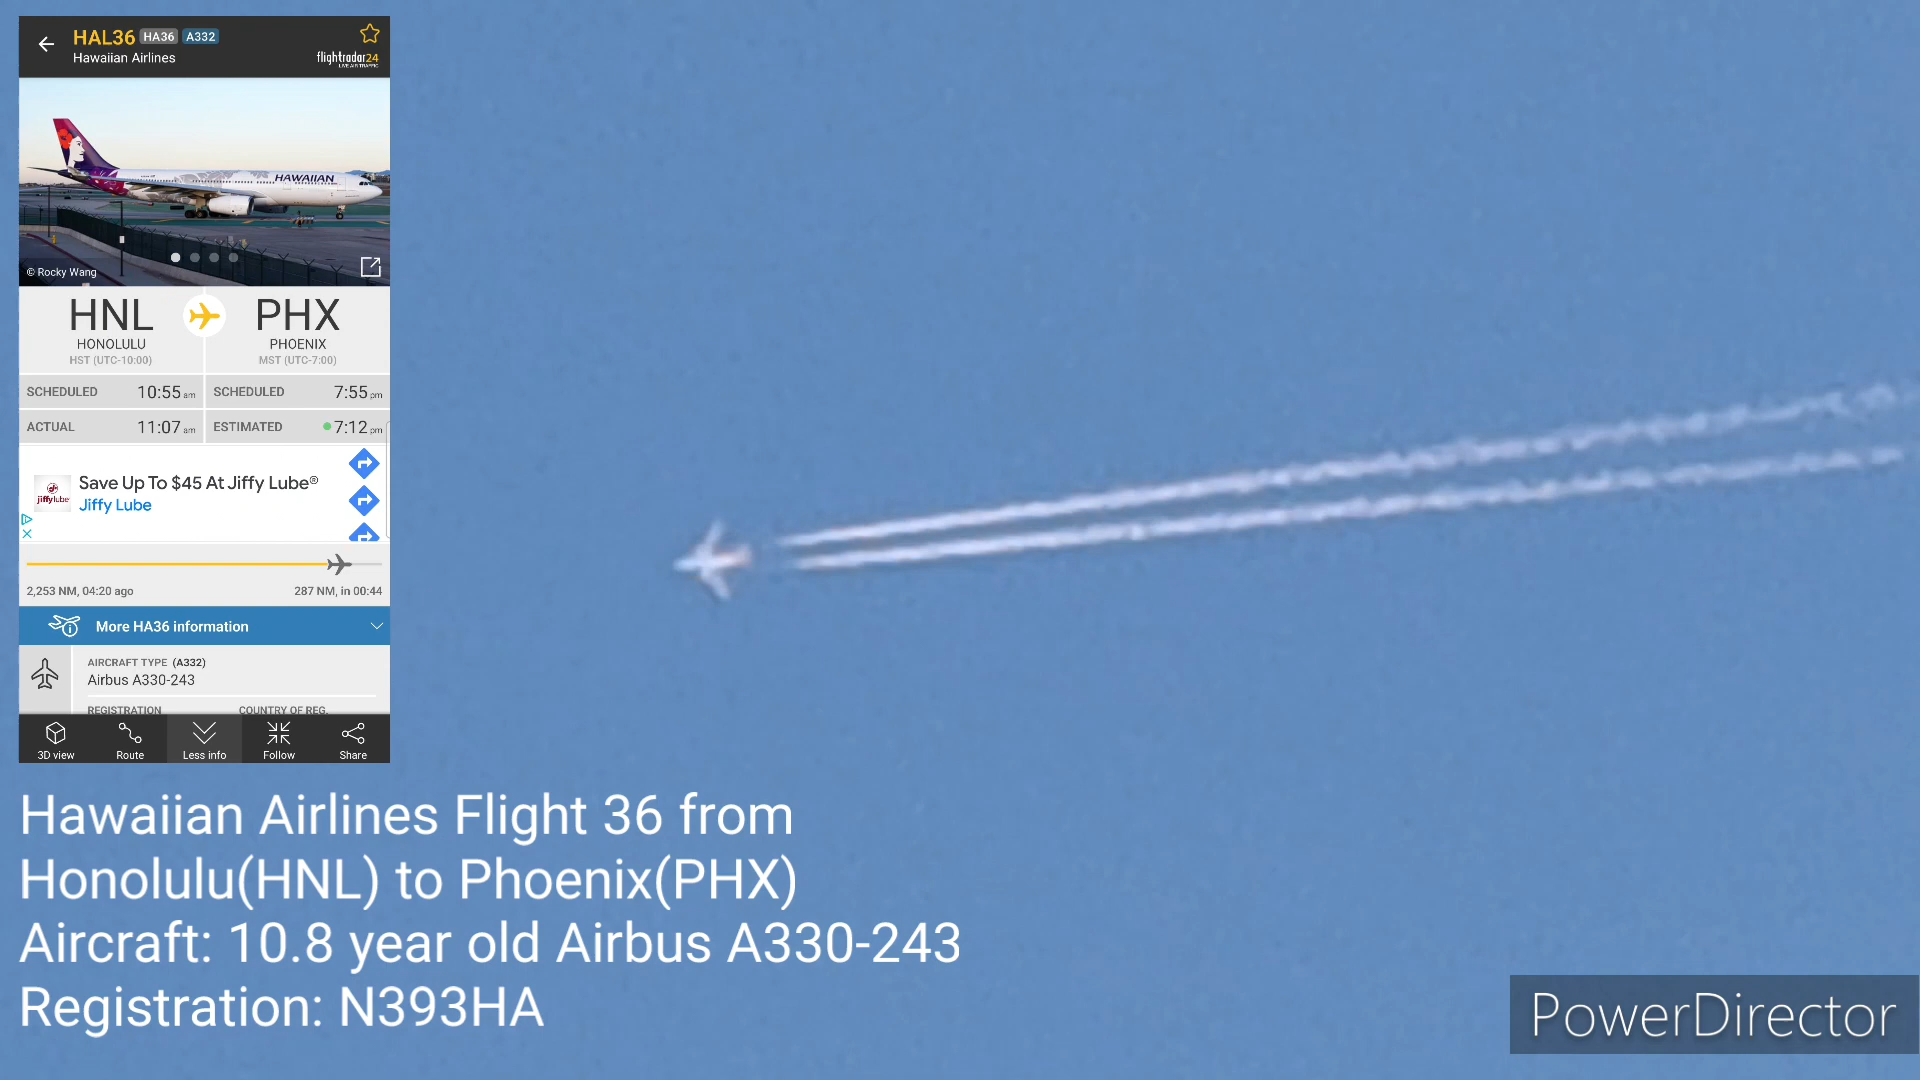 HAL36 HA36 A332
Hawaiian Airlines
flightradar24
LIVE AIR TRAFFIC
HAWAIIAN
© Rocky Wang
HNL PHX
HONOLULU PHOENIX
HST (UTC-10:00) MST (UTC-7:00)
SCHEDULED 10:55 am SCHEDULED 7:55 pm
ACTUAL 11:07 am ESTIMATED 7:12 pm
jiffylube
Save Up To $45 At Jiffy Lube®
Jiffy Lube
2,253 NM, 04:20 ago 287 NM, in 00:44
More HA36 information
AIRCRAFT TYPE (A332)
Airbus A330-243
REGISTRATION COUNTRY OF REG.
3D view Route Less info Follow Share
Hawaiian Airlines Flight 36 from
Honolulu(HNL) to Phoenix(PHX)
Aircraft: 10.8 year old Airbus A330-243
Registration: N393HA
PowerDirector